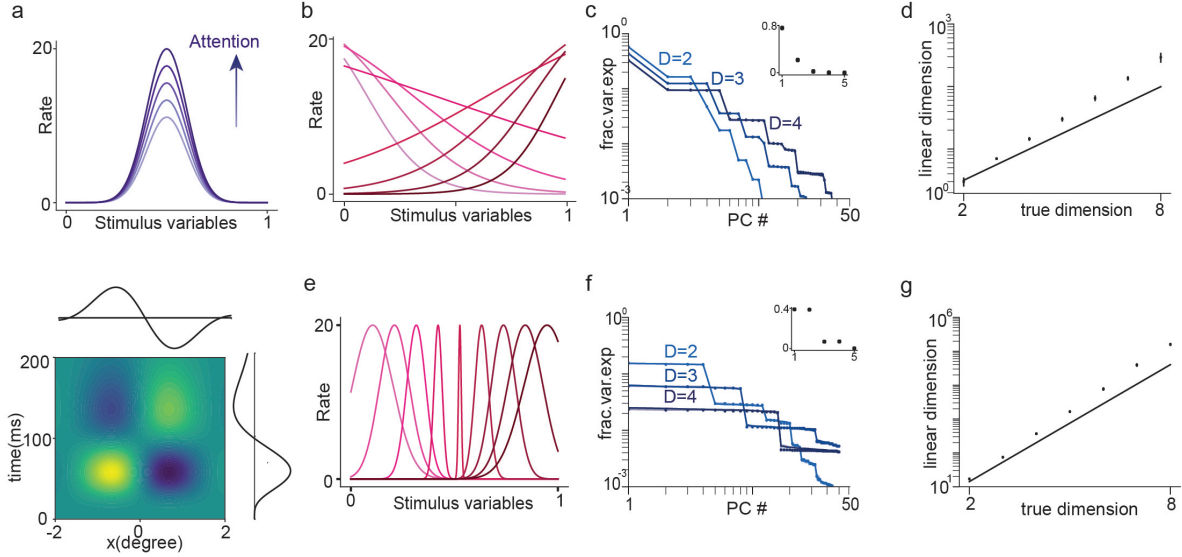 a
Attention
20
Rate
0
0
Stimulus variables
1
b
20
Rate
0
0
Stimulus variables
1
c
10^0
frac.var.exp
10^-3
D=2
D=3
D=4
0.8
0
1
5
1
PC #
50
d
10^3
linear dimension
10^0
2
true dimension
8
200
time(ms)
100
0
-2
0
2
x(degree)
e
20
Rate
0
0
Stimulus variables
1
f
10^0
frac.var.exp
10^-3
D=2
D=3
D=4
0.4
0
1
5
1
PC #
50
g
10^6
linear dimension
10^1
2
true dimension
8